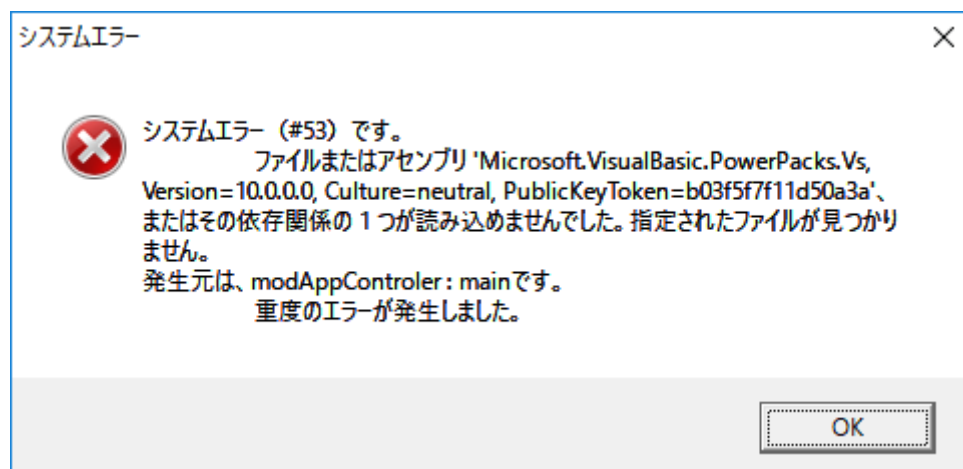 システムエラー
システムエラー（#53）です。
ファイルまたはアセンブリ 'Microsoft.VisualBasic.PowerPacks.Vs,
Version=10.0.0.0, Culture=neutral, PublicKeyToken=b03f5f7f11d50a3a'、
またはその依存関係の 1 つが読み込めませんでした。指定されたファイルが見つかり
ません。
発生元は、modAppControler : mainです。
重度のエラーが発生しました。
OK